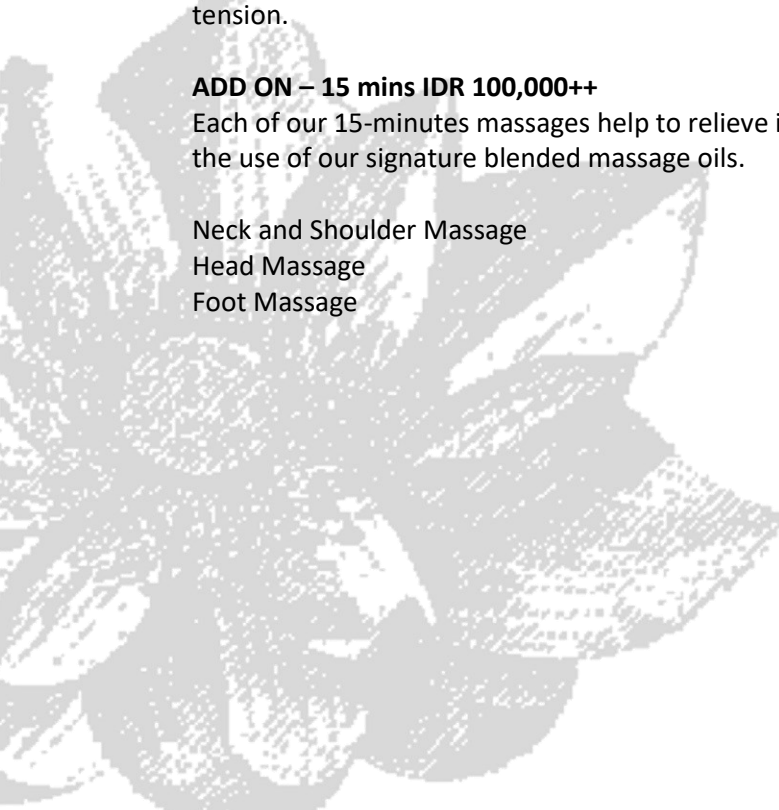 tension.
ADD ON – 15 mins IDR 100,000++
Each of our 15-minutes massages help to relieve
the use of our signature blended massage oils.
Neck and Shoulder Massage
Head Massage
Foot Massage